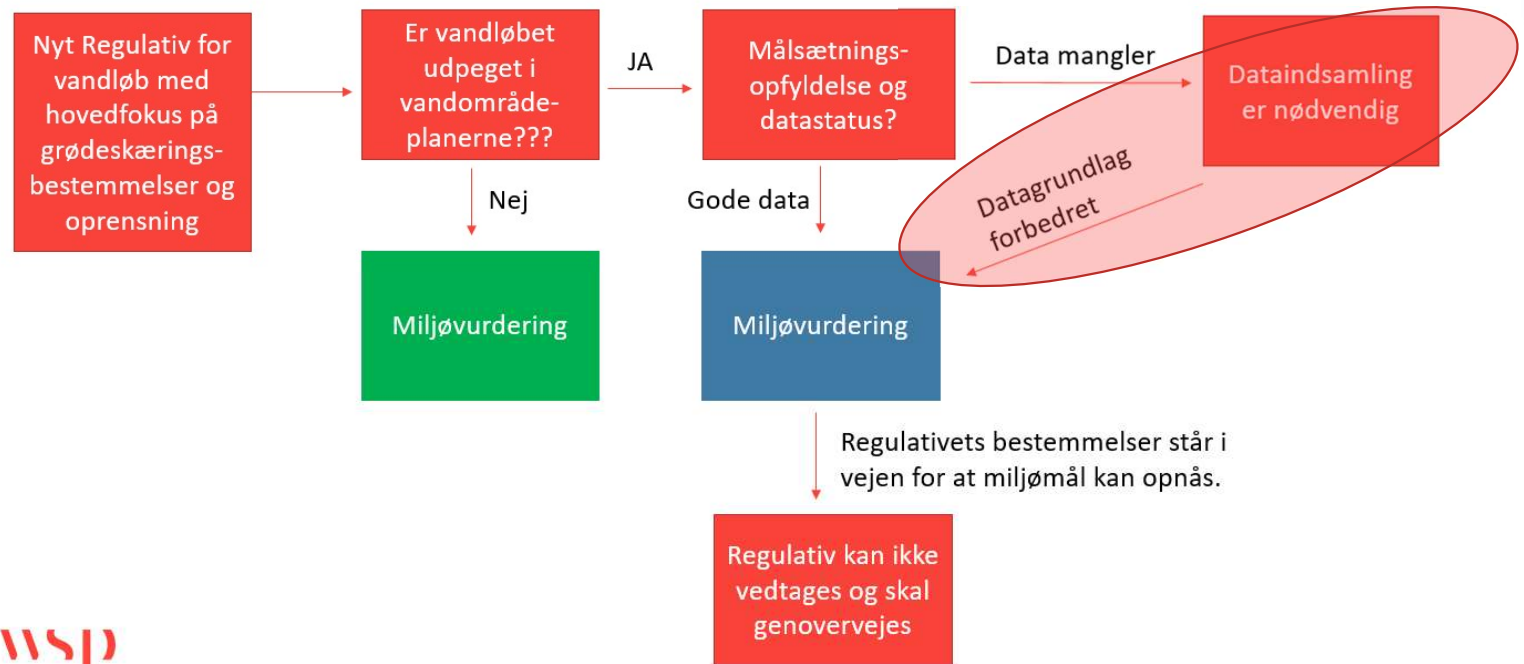 Nyt Regulativ for
vandløb med
hovedfokus på
grødeskærings-
bestemmelser og
oprensning
Er vandløbet
udpeget i
vandområde-
planerne???
JA
Målsætnings-
opfyldelse og
datastatus?
Data mangler
Dataindsamling
er nødvendig
Nej
Gode data
Datagrundlag
forbedret
Miljøvurdering
Miljøvurdering
Regulativets bestemmelser står i
vejen for at miljømål kan opnås.
Regulativ kan ikke
vedtages og skal
genovervejes
wsp